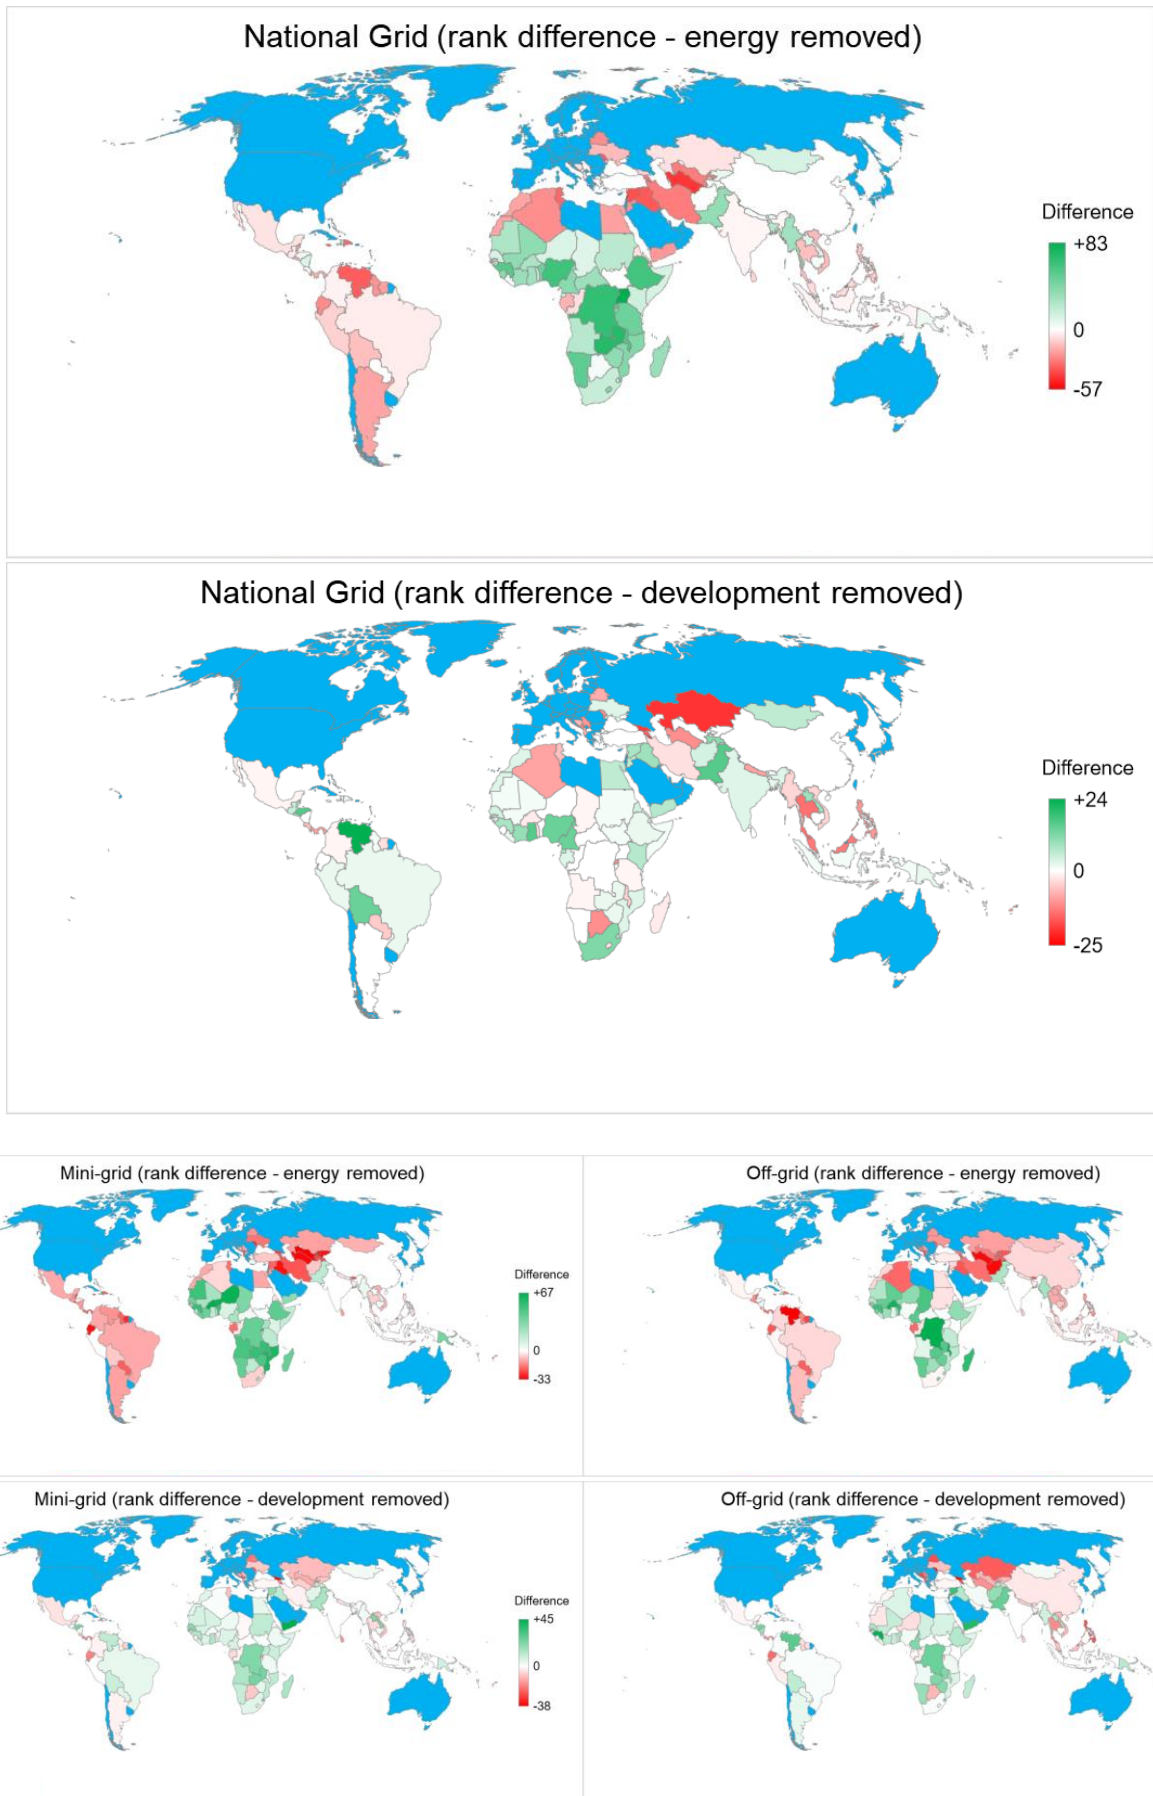 National Grid (rank difference - energy removed)
Difference
+83
0
-57
National Grid (rank difference - development removed)
Difference
+24
0
-25
Mini-grid (rank difference - energy removed)
Difference
+67
0
-33
Off-grid (rank difference - energy removed)
Mini-grid (rank difference - development removed)
Difference
+45
0
-38
Off-grid (rank difference - development removed)